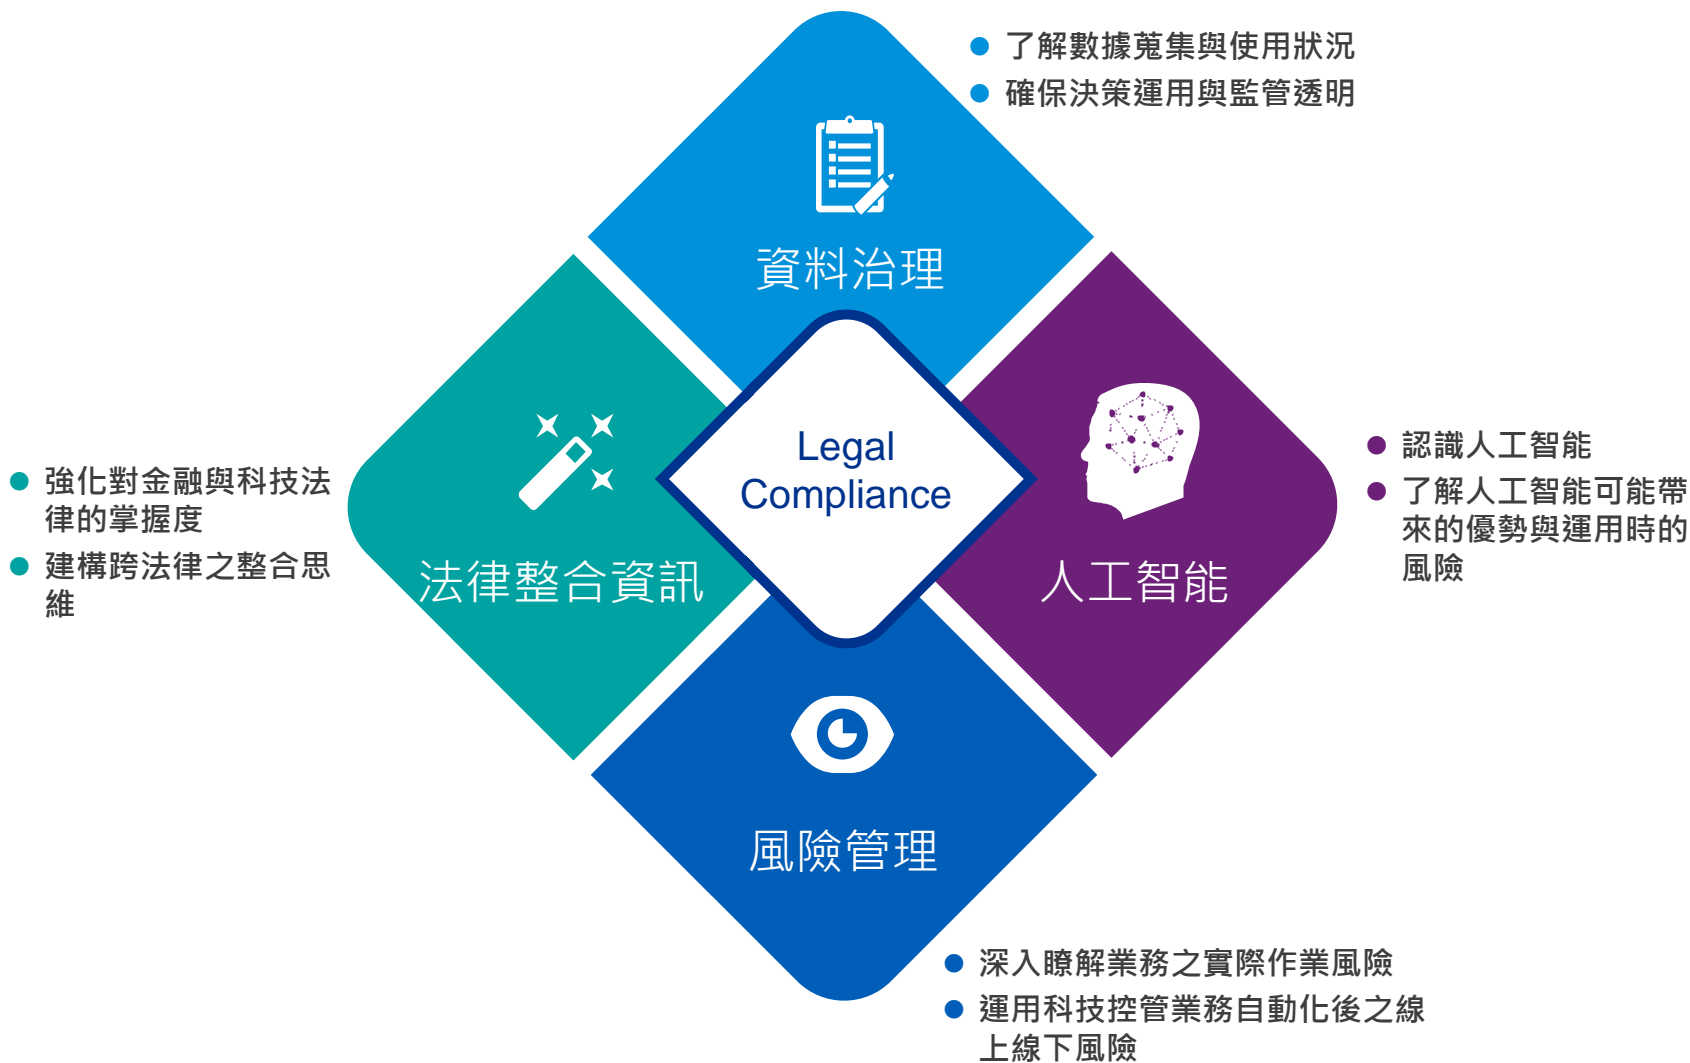 了解數據蒐集與使用狀況
確保決策運用與監管透明
資料治理
Legal
Compliance
強化對金融與科技法
律的掌握度
建構跨法律之整合思
維
法律整合資訊
人工智能
認識人工智能
了解人工智能可能帶
來的優勢與運用時的
風險
風險管理
深入瞭解業務之實際作業風險
運用科技控管業務自動化後之線
上線下風險